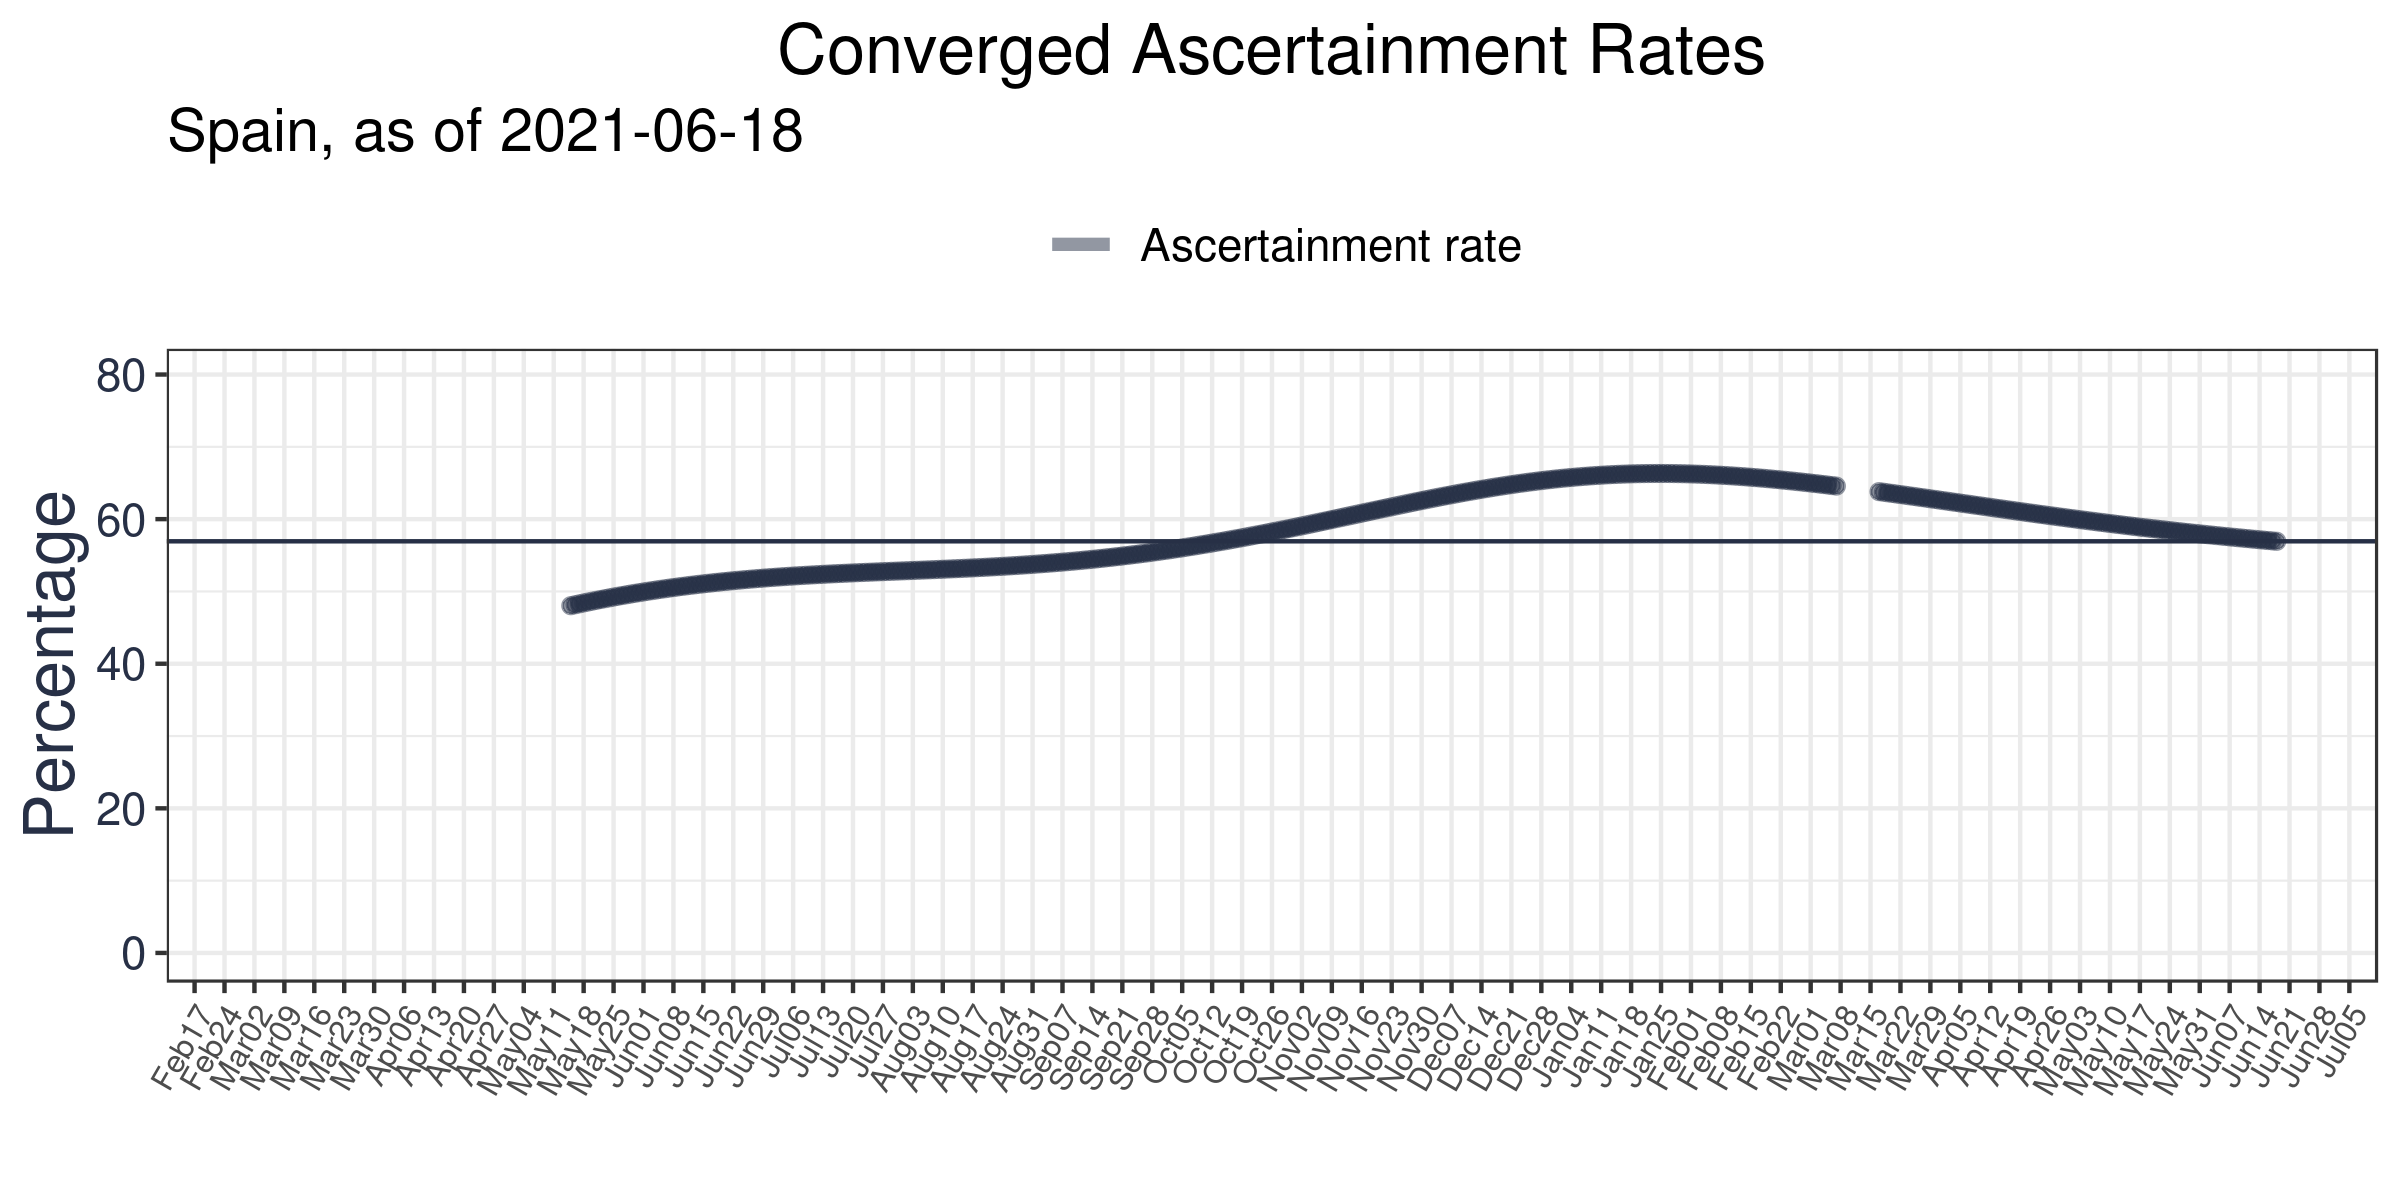 Converged Ascertainment Rates
Spain, as of 2021-06-18
Ascertainment rate
Percentage
80
60
40
20
0
Feb17 Feb24 Mar02 Mar09 Mar16 Mar23 Mar30 Apr06 Apr13 Apr20 Apr27 May04 May11 May18 May25 Jun01 Jun08 Jun15 Jun22 Jun29 Jul06 Jul13 Jul20 Jul27 Aug03 Aug10 Aug17 Aug24 Aug31 Sep07 Sep14 Sep21 Sep28 Oct05 Oct12 Oct19 Oct26 Nov02 Nov09 Nov16 Nov23 Nov30 Dec07 Dec14 Dec21 Dec28 Jan04 Jan11 Jan18 Jan25 Feb01 Feb08 Feb15 Feb22 Mar01 Mar08 Mar15 Mar22 Mar29 Apr05 Apr12 Apr19 Apr26 May03 May10 May17 May24 May31 Jun07 Jun14 Jun21 Jun28 Jul05